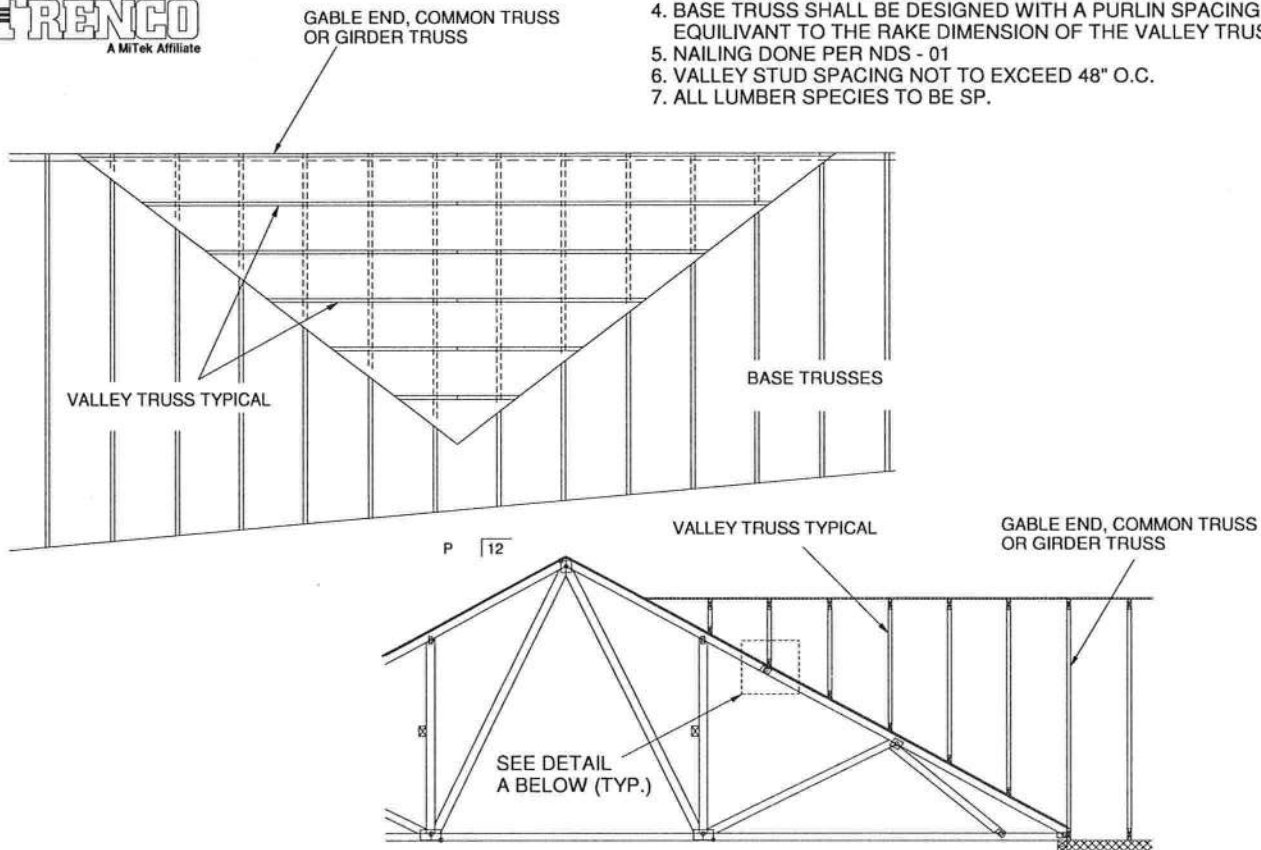 TRENCO
A MiTek Affiliate
GABLE END, COMMON TRUSS
OR GIRDER TRUSS
4. BASE TRUSS SHALL BE DESIGNED WITH A PURLIN SPACING
EQUILIVANT TO THE RAKE DIMENSION OF THE VALLEY TRUS
5. NAILING DONE PER NDS - 01
6. VALLEY STUD SPACING NOT TO EXCEED 48" O.C.
7. ALL LUMBER SPECIES TO BE SP.
VALLEY TRUSS TYPICAL
BASE TRUSSES
P 12
VALLEY TRUSS TYPICAL
GABLE END, COMMON TRUSS
OR GIRDER TRUSS
SEE DETAIL
A BELOW (TYP.)